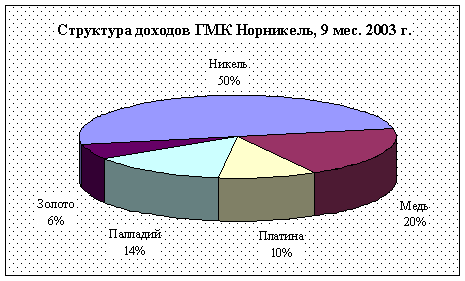 Структура доходов ГМК Норникель, 9 мес. 2003 г.
Никель
50%
Медь
20%
Платина
10%
Палладий
14%
Золото
6%